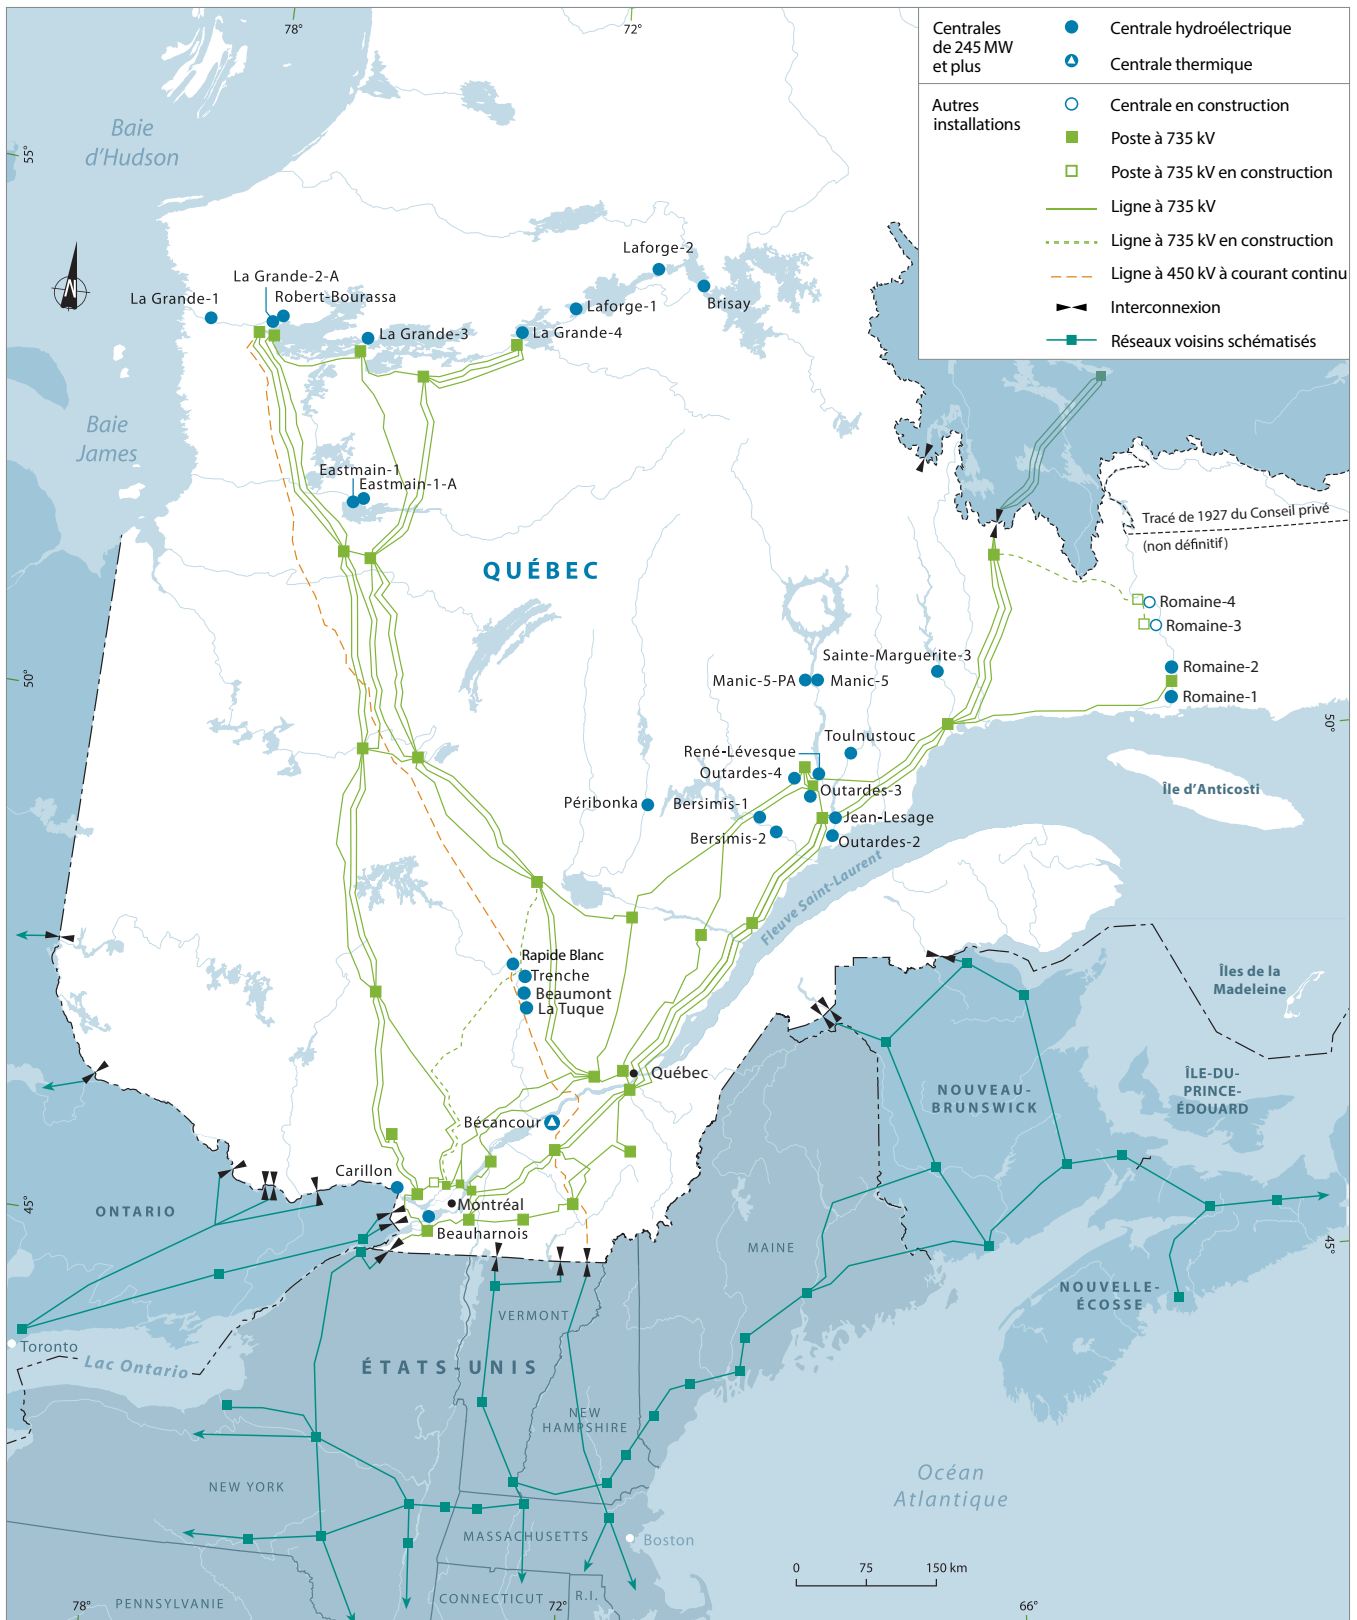 78°
72°
Centrales
de 245 MW
et plus
Centrale hydroélectrique
Centrale thermique
Autres
installations
Centrale en construction
Poste à 735 kV
Poste à 735 kV en construction
Ligne à 735 kV
Ligne à 735 kV en construction
Ligne à 450 kV à courant continu
Interconnexion
Réseaux voisins schématisés
Baie
d'Hudson
55°
N
Laforge-2
La Grande-2-A
Robert-Bourassa
La Grande-1
Laforge-1
Brisay
La Grande-3
La Grande-4
Baie
James
Eastmain-1
Eastmain-1-A
Tracé de 1927 du Conseil privé
(non définitif)
QUÉBEC
Romaine-4
Romaine-3
Sainte-Marguerite-3
Romaine-2
50°
Manic-5-PA
Manic-5
Romaine-1
50°
Toulnustouc
René-Lévesque
Outardes-4
Outardes-3
Île d'Anticosti
Péribonka
Bersimis-1
Jean-Lesage
Bersimis-2
Outardes-2
Fleuve Saint-Laurent
Rapide Blanc
Trenche
Beaumont
La Tuque
Îles de la
Madeleine
Québec
NOUVEAU-
BRUNSWICK
ÎLE-DU-
PRINCE-
ÉDOUARD
Bécancour
Carillon
45°
ONTARIO
Montréal
Beauharnois
MAINE
45°
NOUVELLE-
ÉCOSSE
VERMONT
Toronto
Lac Ontario
ÉTATS-UNIS
NEW
HAMPSHIRE
NEW YORK
Océan
Atlantique
MASSACHUSETTS
Boston
0 75 150 km
CONNECTICUT
R.I.
PENNSYLVANIE
78°
72°
66°